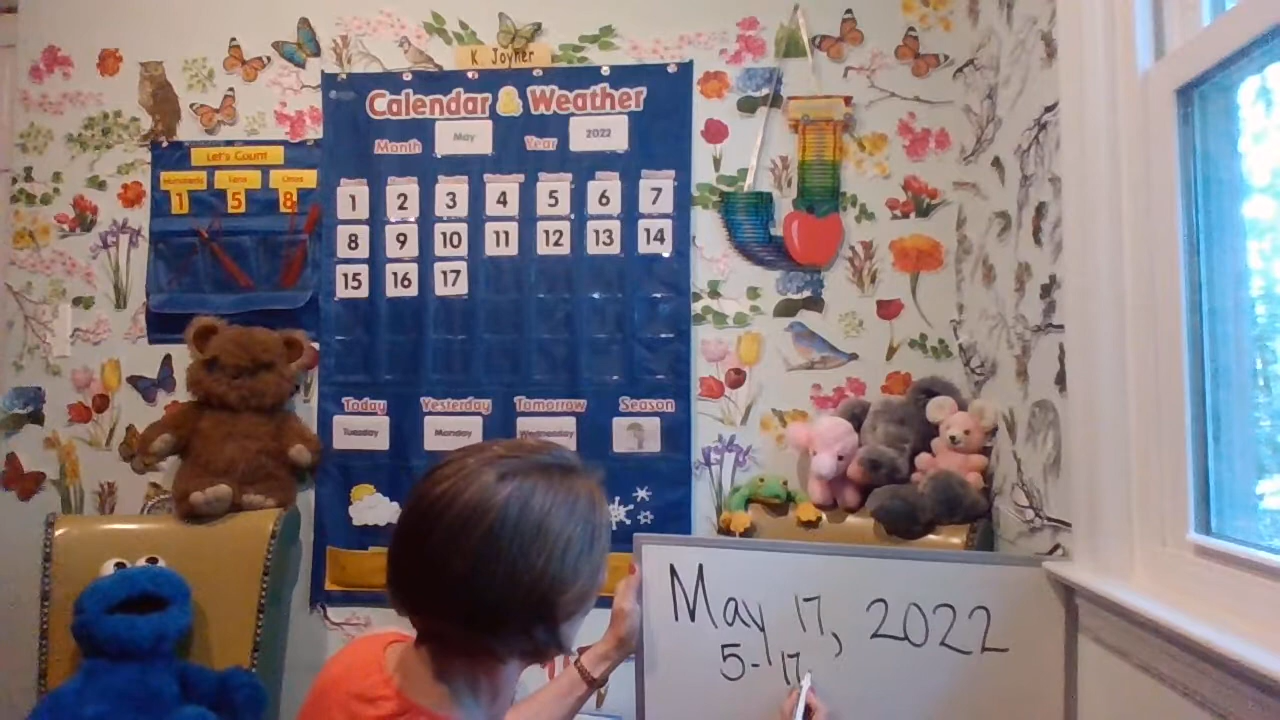 K. Joyner
Calendar & Weather
Month May Year 2022
Let's Count
Hundreds Tens Ones
1 5 8
1 2 3 4 5 6 7
8 9 10 11 12 13 14
15 16 17
Today Yesterday Tomorrow Season
Tuesday Monday Wednesday
May 17, 2022
5-17